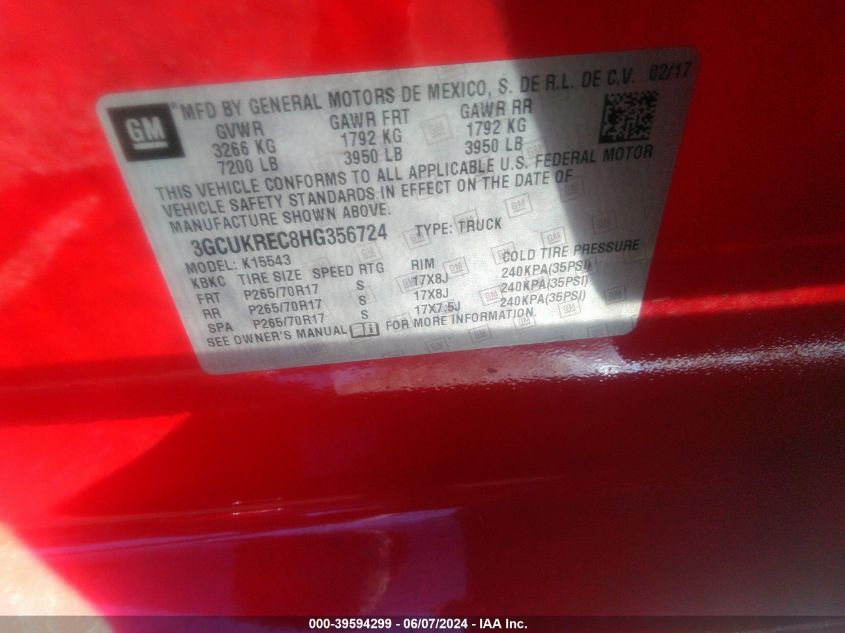 GM ® MFD BY GENERAL MOTORS DE MEXICO, S. DE R.L. DE C.V. 02/17
GVWR GAWR FRT GAWR RR
3266 KG 1792 KG 1792 KG
7200 LB 3950 LB 3950 LB
THIS VEHICLE CONFORMS TO ALL APPLICABLE U.S. FEDERAL MOTOR
VEHICLE SAFETY STANDARDS IN EFFECT ON THE DATE OF
MANUFACTURE SHOWN ABOVE.
3GCUKREC8HG356724 TYPE: TRUCK
MODEL: K15543
KBKC TIRE SIZE SPEED RTG RIM COLD TIRE PRESSURE
FRT P265/70R17 S 17X8J 240KPA(35PSI)
RR P265/70R17 S 17X8J 240KPA(35PSI)
SPA P265/70R17 S 17X7.5J 240KPA(35PSI)
SEE OWNER'S MANUAL FOR MORE INFORMATION.
000-39594299 - 06/07/2024 - IAA Inc.